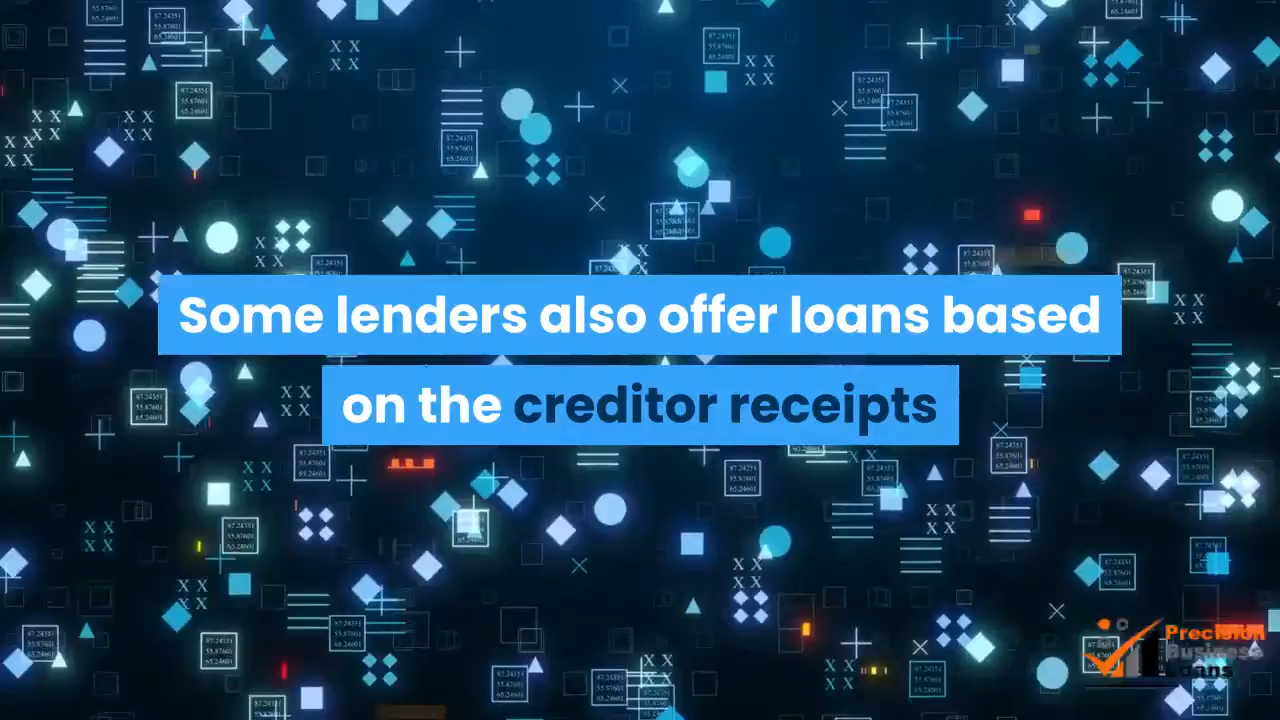 Some lenders also offer loans based
on the creditor receipts
Precision
Business
Loans